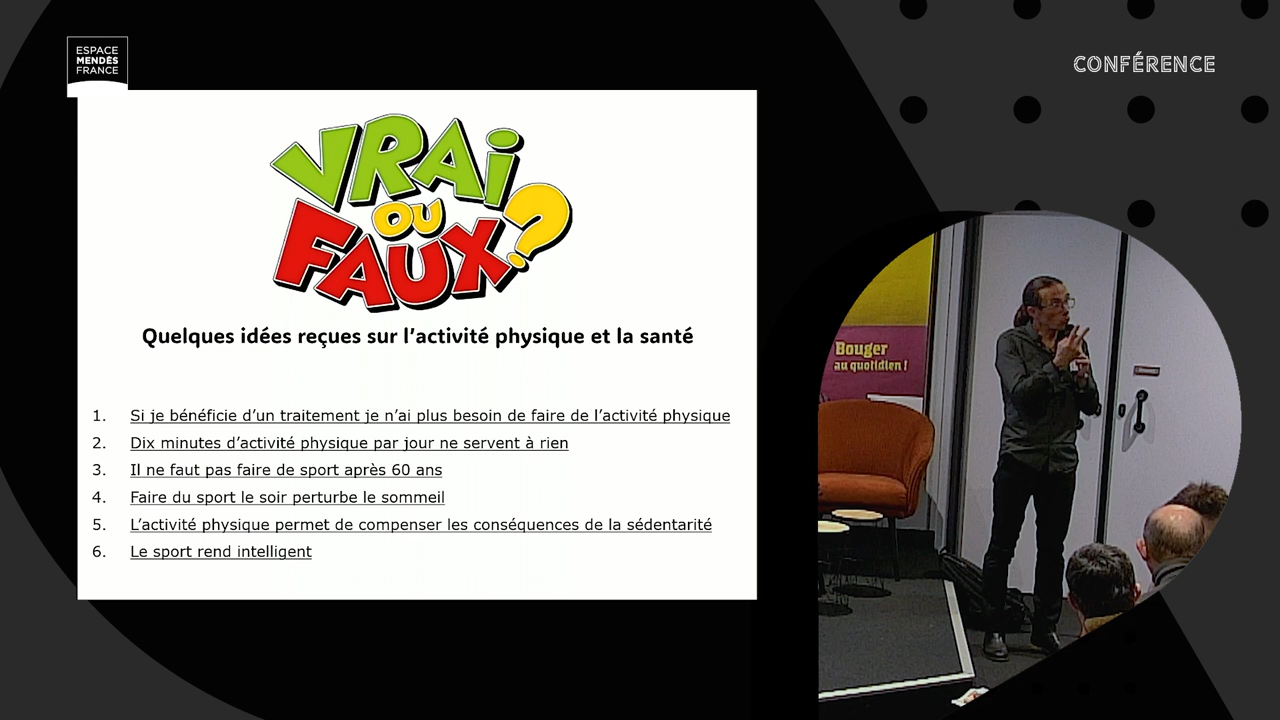 ESPACE
MENDÈS
FRANCE
CONFÉRENCE
VRAi
OU
FAUX?
Quelques idées reçues sur l'activité physique et la santé
1. Si je bénéficie d'un traitement je n'ai plus besoin de faire de l'activité physique
2. Dix minutes d'activité physique par jour ne servent à rien
3. Il ne faut pas faire de sport après 60 ans
4. Faire du sport le soir perturbe le sommeil
5. L'activité physique permet de compenser les conséquences de la sédentarité
6. Le sport rend intelligent
Bouger
au quotidien !